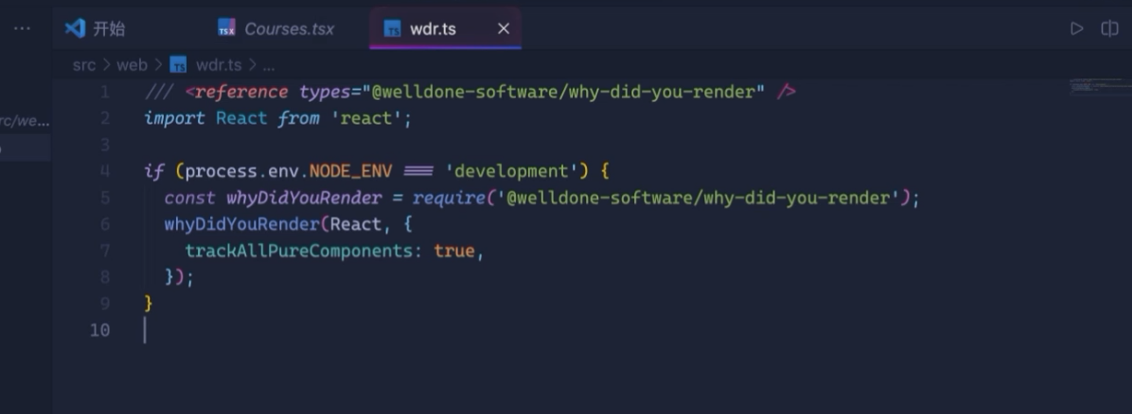 ... 开始 TSX Courses.tsx TS wdr.ts ×
src > web > TS wdr.ts > ...
rc/we...
1 /// <reference types="@welldone-software/why-did-you-render" />
2 import React from 'react';
3
4 if (process.env.NODE_ENV === 'development') {
5 const whyDidYouRender = require('@welldone-software/why-did-you-render');
6 whyDidYouRender(React, {
7 trackAllPureComponents: true,
8 });
9 }
10